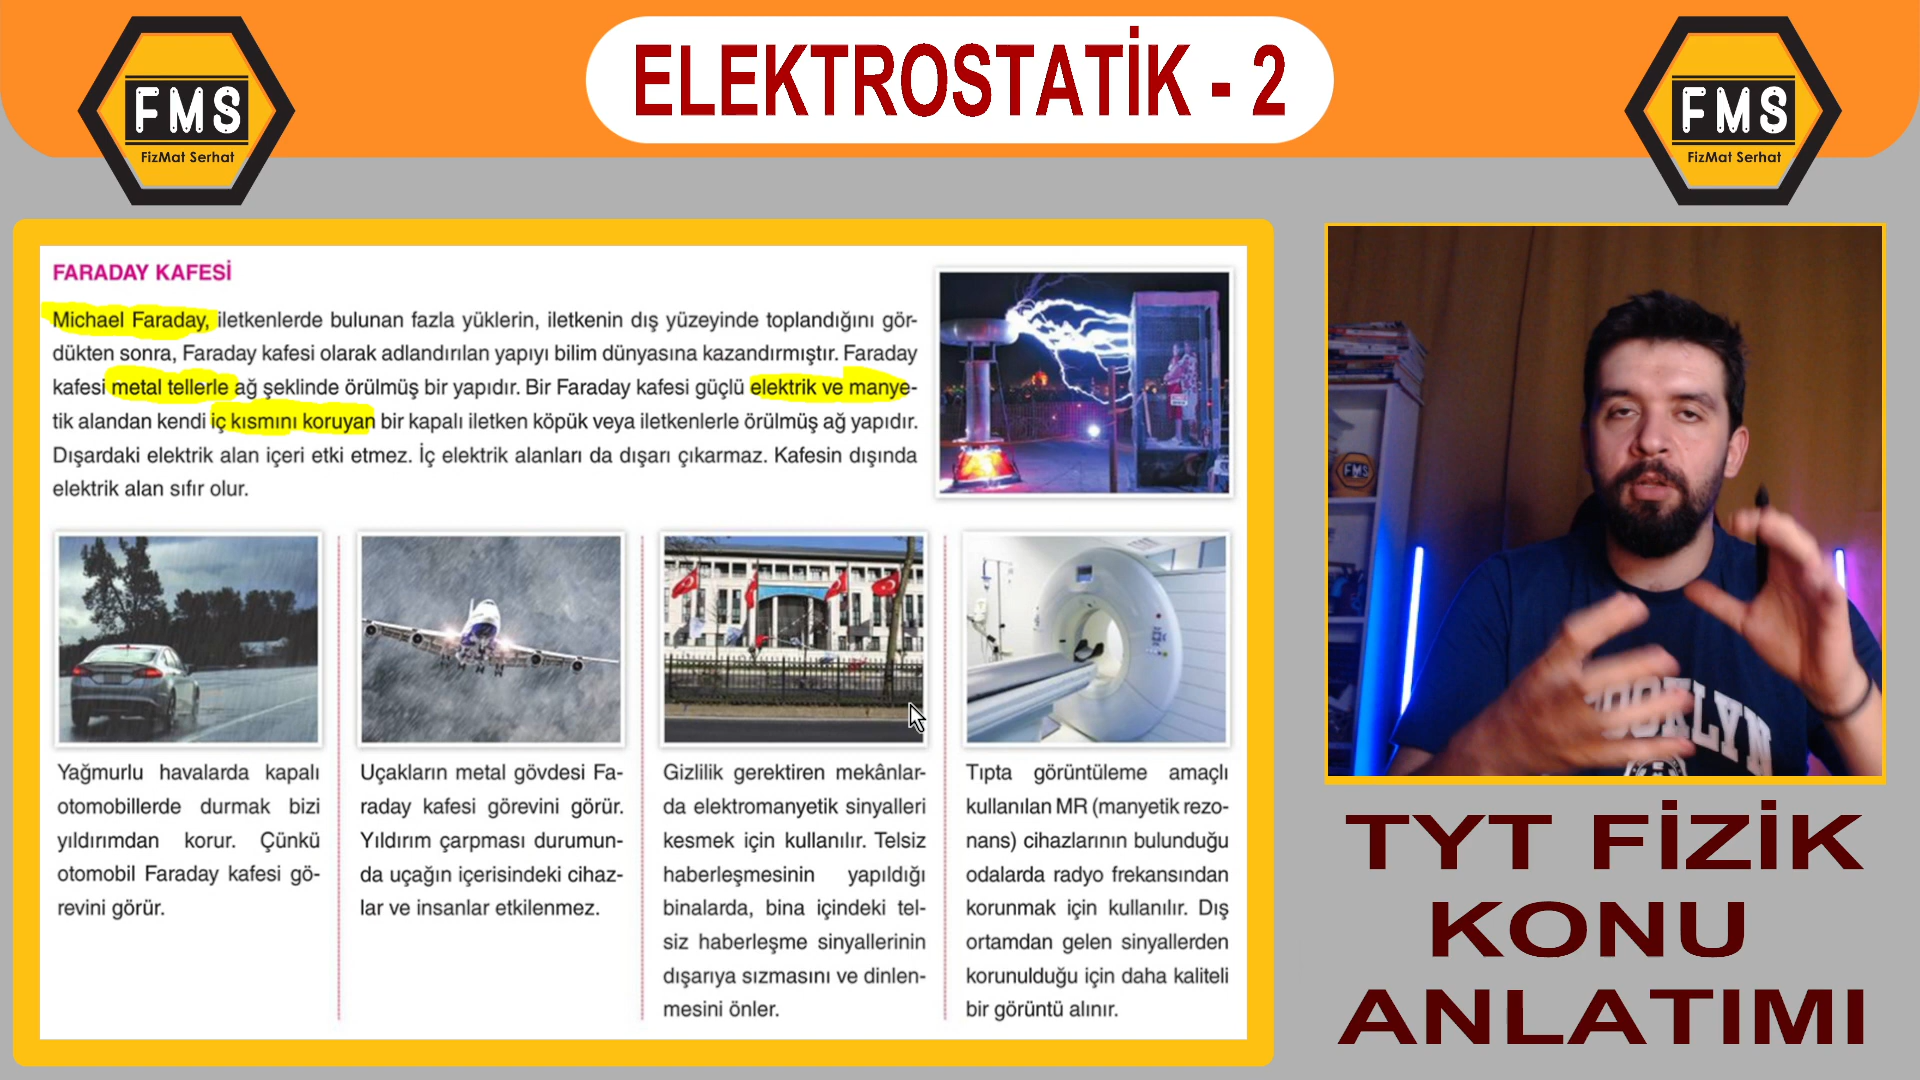 ELEKTROSTATİK - 2
FMS
FizMat Serhat
FMS
FizMat Serhat
FARADAY KAFESİ
Michael Faraday, iletkenlerde bulunan fazla yüklerin, iletkenin dış yüzeyinde toplandığını gör-
dükten sonra, Faraday kafesi olarak adlandırılan yapıyı bilim dünyasına kazandırmıştır. Faraday
kafesi metal tellerle ağ şeklinde örülmüş bir yapıdır. Bir Faraday kafesi güçlü elektrik ve manye-
tik alandan kendi iç kısmını koruyan bir kapalı iletken köpük veya iletkenlerle örülmüş ağ yapıdır.
Dışardaki elektrik alan içeri etki etmez. İç elektrik alanları da dışarı çıkarmaz. Kafesin dışında
elektrik alan sıfır olur.
Yağmurlu havalarda kapalı
otomobillerde durmak bizi
yıldırımdan korur. Çünkü
otomobil Faraday kafesi gö-
revini görür.
Uçakların metal gövdesi Fa-
raday kafesi görevini görür.
Yıldırım çarpması durumun-
da uçağın içerisindeki cihaz-
lar ve insanlar etkilenmez.
Gizlilik gerektiren mekânlar-
da elektromanyetik sinyalleri
kesmek için kullanılır. Telsiz
haberleşmesinin yapıldığı
binalarda, bina içindeki tel-
siz haberleşme sinyallerinin
dışarıya sızmasını ve dinlen-
mesini önler.
Tıpta görüntüleme amaçlı
kullanılan MR (manyetik rezo-
nans) cihazlarının bulunduğu
odalarda radyo frekansından
korunmak için kullanılır. Dış
ortamdan gelen sinyallerden
korunulduğu için daha kaliteli
bir görüntü alınır.
FMS
BROOKLYN
TYT FİZİK
KONU
ANLATIMI